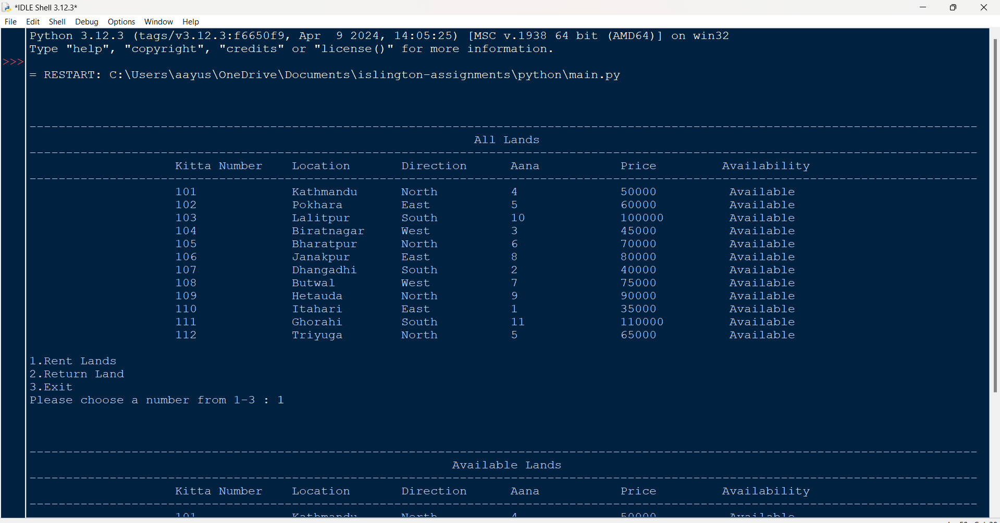 *IDLE Shell 3.12.3*
File Edit Shell Debug Options Window Help
Python 3.12.3 (tags/v3.12.3:f6650f9, Apr  9 2024, 14:05:25) [MSC v.1938 64 bit (AMD64)] on win32
Type "help", "copyright", "credits" or "license()" for more information.
>>>
= RESTART: C:\Users\aayus\OneDrive\Documents\islington-assignments\python\main.py
All Lands
Kitta Number Location Direction Aana Price Availability
101 Kathmandu North 4 50000 Available
102 Pokhara East 5 60000 Available
103 Lalitpur South 10 100000 Available
104 Biratnagar West 3 45000 Available
105 Bharatpur North 6 70000 Available
106 Janakpur East 8 80000 Available
107 Dhangadhi South 2 40000 Available
108 Butwal West 7 75000 Available
109 Hetauda North 9 90000 Available
110 Itahari East 1 35000 Available
111 Ghorahi South 11 110000 Available
112 Triyuga North 5 65000 Available
1.Rent Lands
2.Return Land
3.Exit
Please choose a number from 1-3 : 1
Available Lands
Kitta Number Location Direction Aana Price Availability
101 Kathmandu North 4 50000 Available